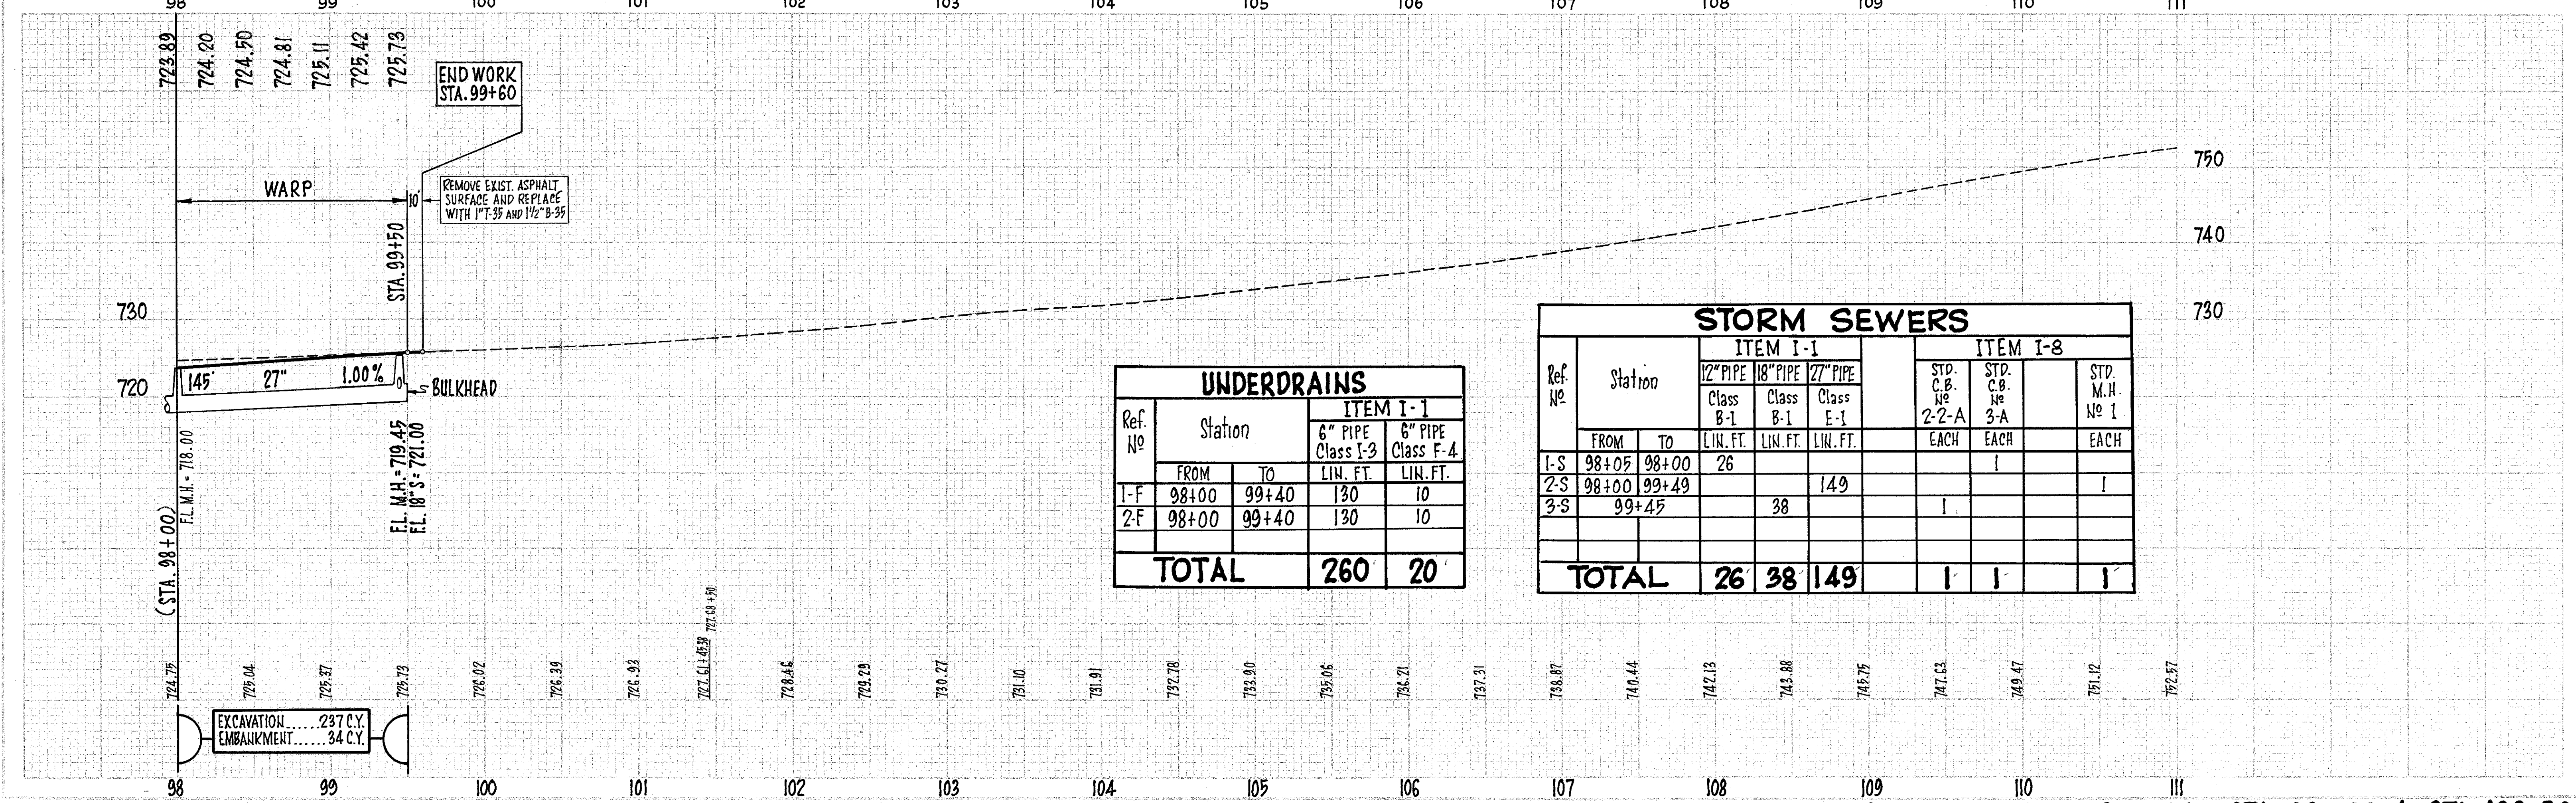 98 99 100 101 102 103 104 105 106 107 108 109 110 111
723.89 724.20 724.50 724.81 725.11 725.42 725.73
END WORK
STA. 99+60
WARP
10'
REMOVE EXIST. ASPHALT
SURFACE AND REPLACE
WITH 1" T-35 AND 1½" B-35
STA. 99+50
750
740
730
730
720
145' 27" 1.00%
BULKHEAD
F.L. M.H. = 718.00
(STA. 98+00)
F.L. M.H. = 719.45
F.L. 18" S = 721.00
UNDERDRAINS
Ref. Nº Station ITEM I-1
6" PIPE Class I-3 6" PIPE Class F-4
FROM TO LIN. FT. LIN. FT.
1-F 98+00 99+40 130 10
2-F 98+00 99+40 130 10
TOTAL 260 20
STORM SEWERS
Ref. Nº Station ITEM I-1 ITEM I-8
12" PIPE 18" PIPE 27" PIPE STD. C.B. Nº 2-2-A STD. C.B. Nº 3-A STD. M.H. Nº 1
Class B-1 Class B-1 Class E-1
FROM TO LIN. FT. LIN. FT. LIN. FT. EACH EACH EACH
1-S 98+05 98+00 26 1
2-S 98+00 99+49 149 1
3-S 99+45 38 1
TOTAL 26 38 149 1 1 1
724.75 725.04 725.37 725.73 726.02 726.39 726.93 727.61+45.38 727.68 +50 728.46 729.29 730.27 731.10 731.91 732.78 733.90 735.06 736.21 737.31 738.87 740.44 742.13 743.88 745.75 747.63 749.47 751.12 752.57
EXCAVATION......237 C.Y.
EMBANKMENT......34 C.Y.
98 99 100 101 102 103 104 105 106 107 108 109 110 111